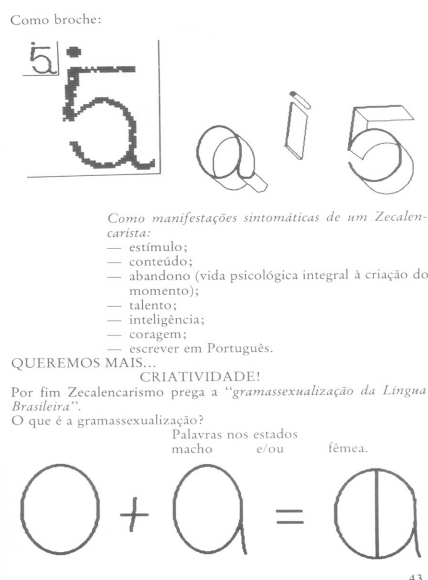 Como broche:
a i 5
Como manifestações sintomáticas de um Zecalen-
carista:
— estímulo;
— conteúdo;
— abandono (vida psicológica integral à criação do
momento);
— talento;
— inteligência;
— coragem;
— escrever em Português.
QUEREMOS MAIS...
CRIATIVIDADE!
Por fim Zecalencarismo prega a “gramassexualização da Língua
Brasileira”.
O que é a gramassexualização?
Palavras nos estados
macho e/ou fêmea.
O + a =
43